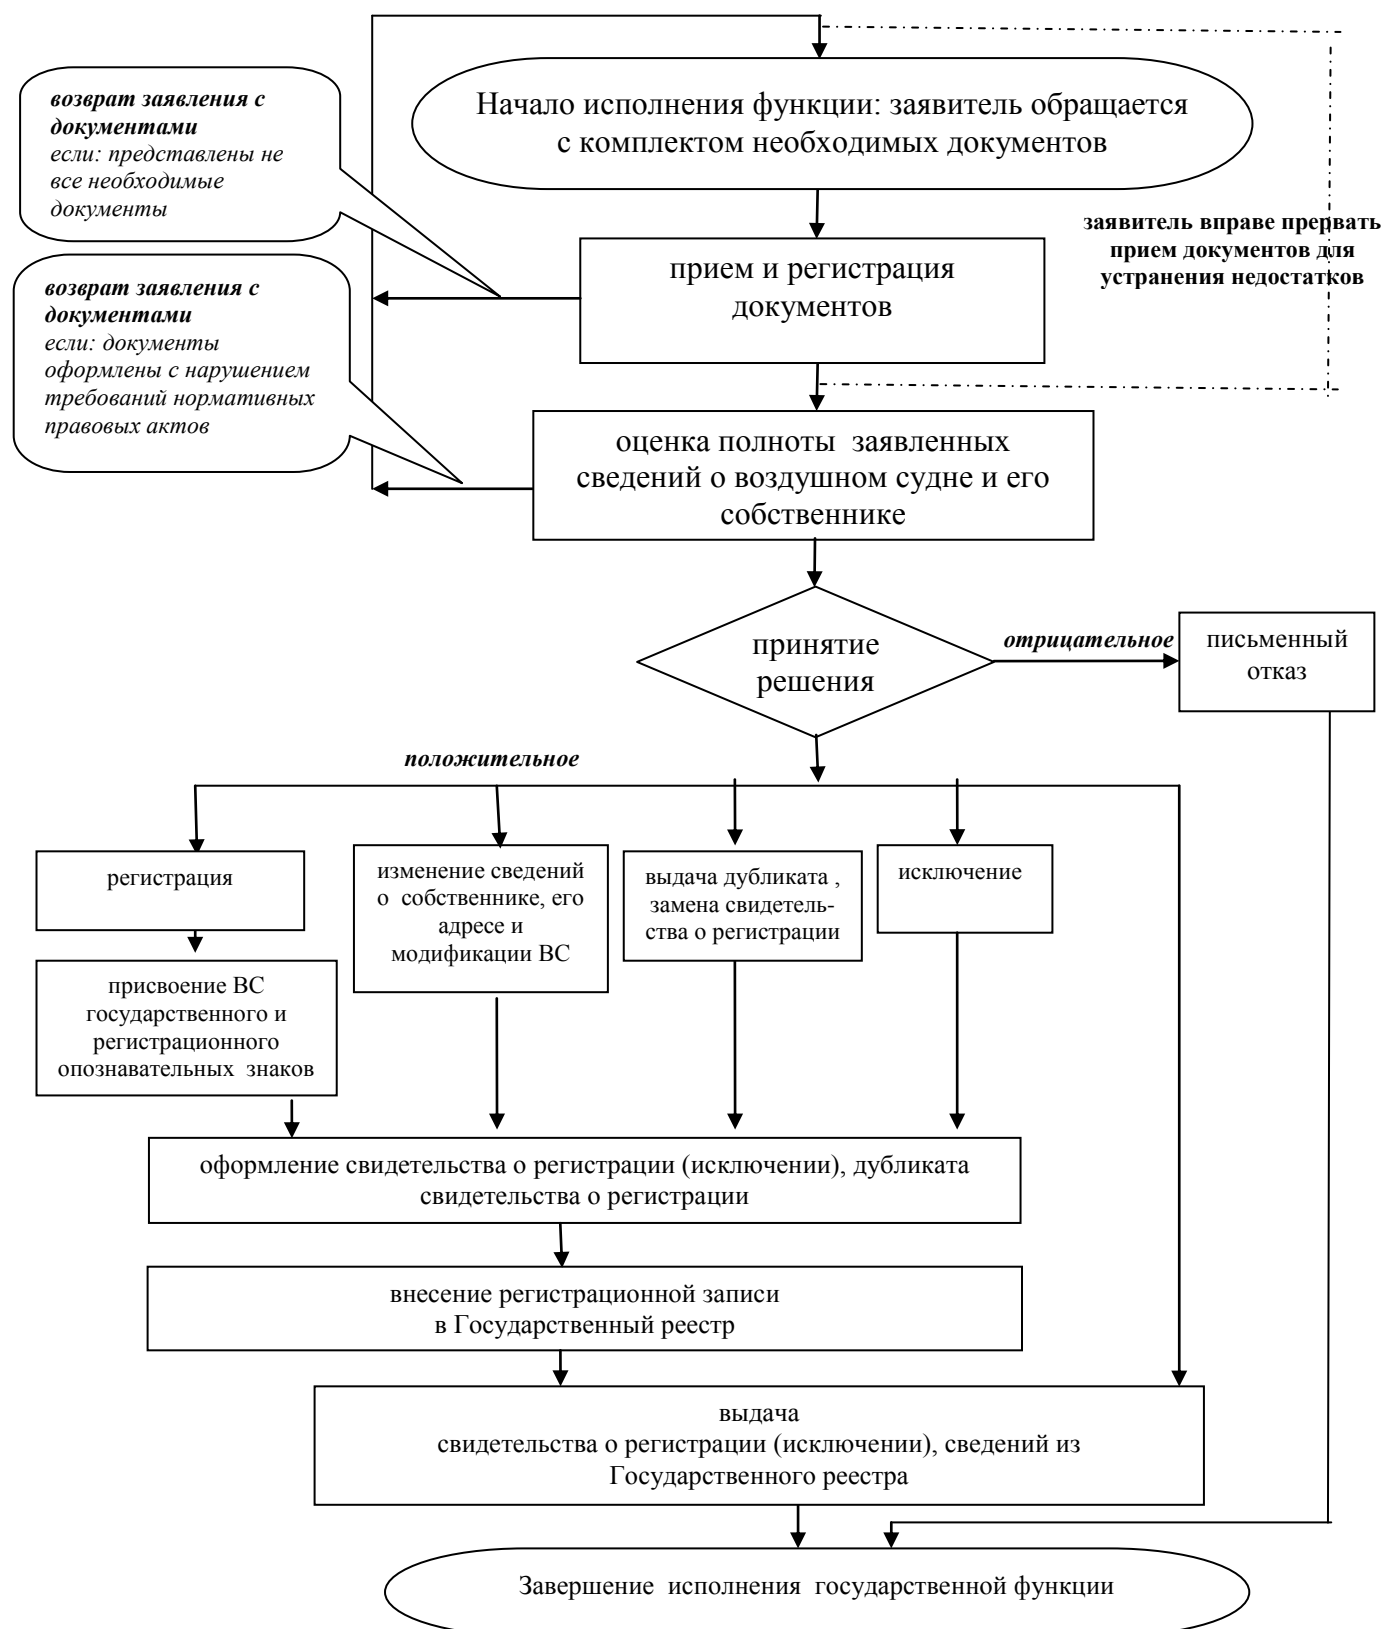 Начало исполнения функции: заявитель обращается
с комплектом необходимых документов
возврат заявления с
документами
если: представлены не
все необходимые
документы
заявитель вправе прервать
прием документов для
устранения недостатков
прием и регистрация
документов
возврат заявления с
документами
если: документы
оформлены с нарушением
требований нормативных
правовых актов
оценка полноты заявленных
сведений о воздушном судне и его
собственнике
принятие
решения
отрицательное
письменный
отказ
положительное
регистрация
изменение сведений
о собственнике, его
адресе и
модификации ВС
выдача дубликата ,
замена свидетель-
ства о регистрации
исключение
присвоение ВС
государственного и
регистрационного
опознавательных знаков
оформление свидетельства о регистрации (исключении), дубликата
свидетельства о регистрации
внесение регистрационной записи
в Государственный реестр
выдача
свидетельства о регистрации (исключении), сведений из
Государственного реестра
Завершение исполнения государственной функции